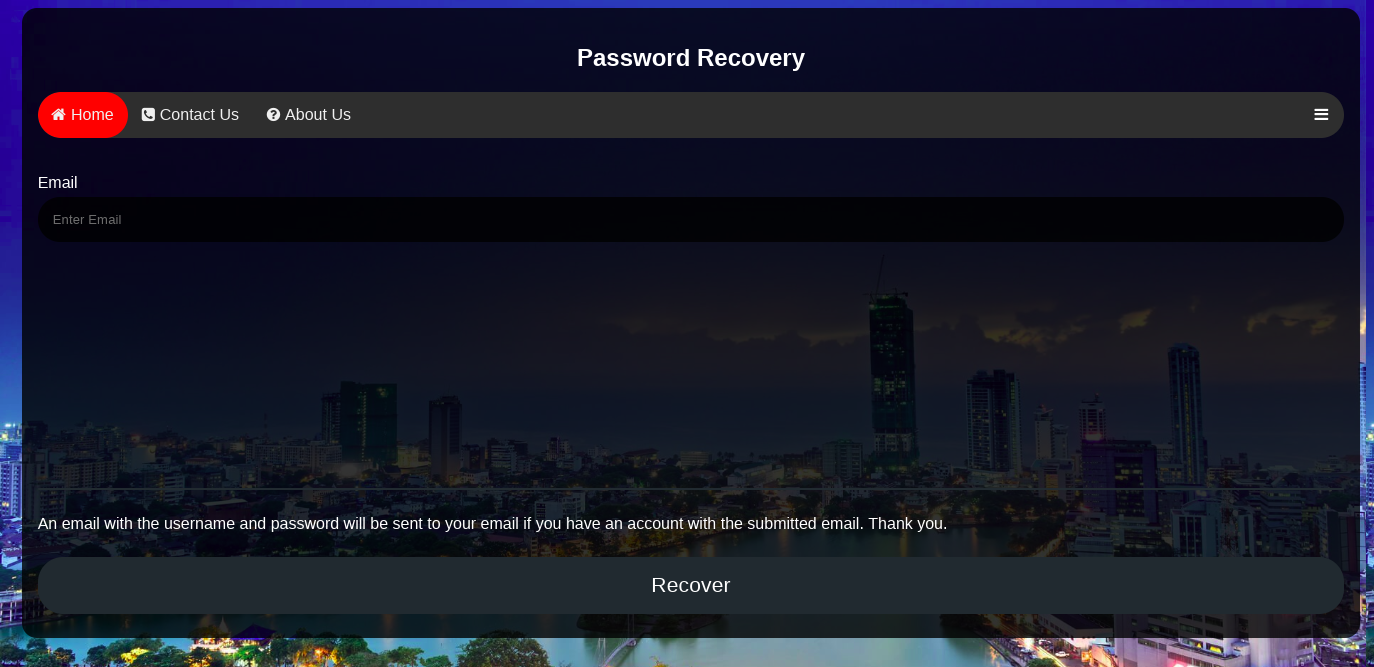 Password Recovery
Home Contact Us About Us
Email
Enter Email
An email with the username and password will be sent to your email if you have an account with the submitted email. Thank you.
Recover